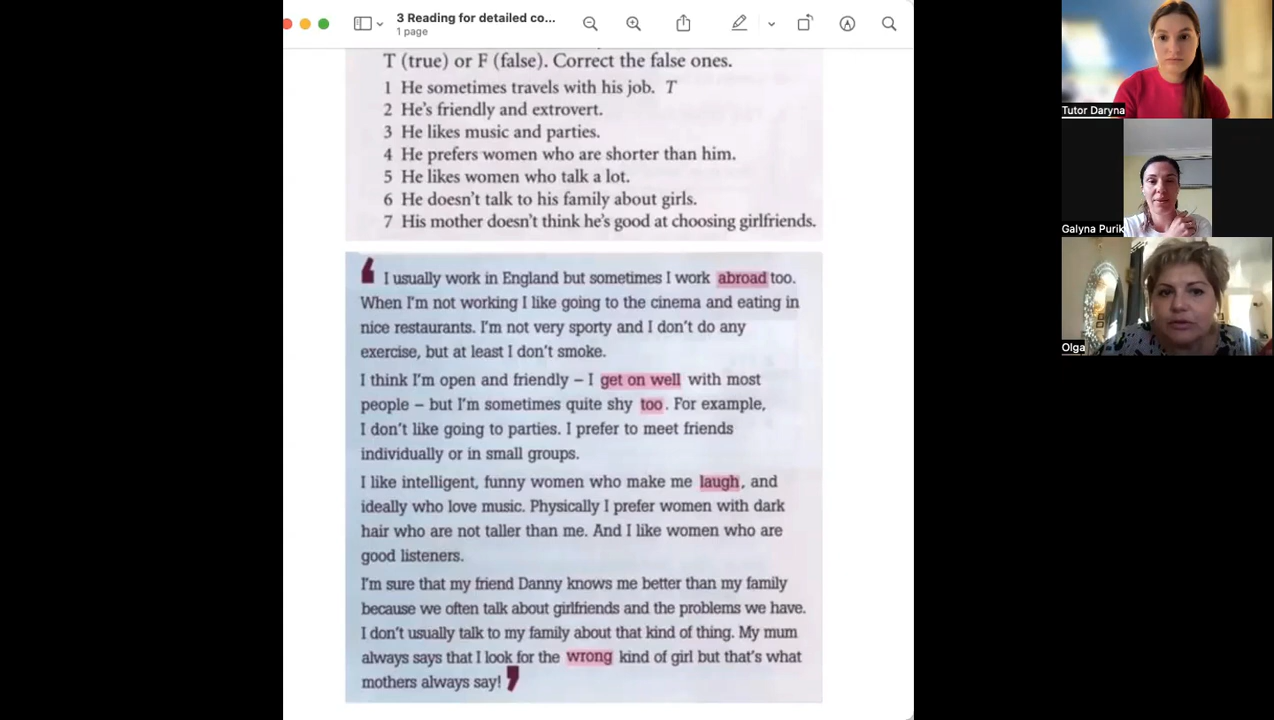 3 Reading for detailed co...
1 page
T (true) or F (false). Correct the false ones.
1 He sometimes travels with his job. T
2 He's friendly and extrovert.
3 He likes music and parties.
4 He prefers women who are shorter than him.
5 He likes women who talk a lot.
6 He doesn't talk to his family about girls.
7 His mother doesn't think he's good at choosing girlfriends.
❛ I usually work in England but sometimes I work abroad too.
When I'm not working I like going to the cinema and eating in
nice restaurants. I'm not very sporty and I don't do any
exercise, but at least I don't smoke.
I think I'm open and friendly – I get on well with most
people – but I'm sometimes quite shy too. For example,
I don't like going to parties. I prefer to meet friends
individually or in small groups.
I like intelligent, funny women who make me laugh, and
ideally who love music. Physically I prefer women with dark
hair who are not taller than me. And I like women who are
good listeners.
I'm sure that my friend Danny knows me better than my family
because we often talk about girlfriends and the problems we have.
I don't usually talk to my family about that kind of thing. My mum
always says that I look for the wrong kind of girl but that's what
mothers always say! ❜
Tutor Daryna
Galyna Purik
Olga